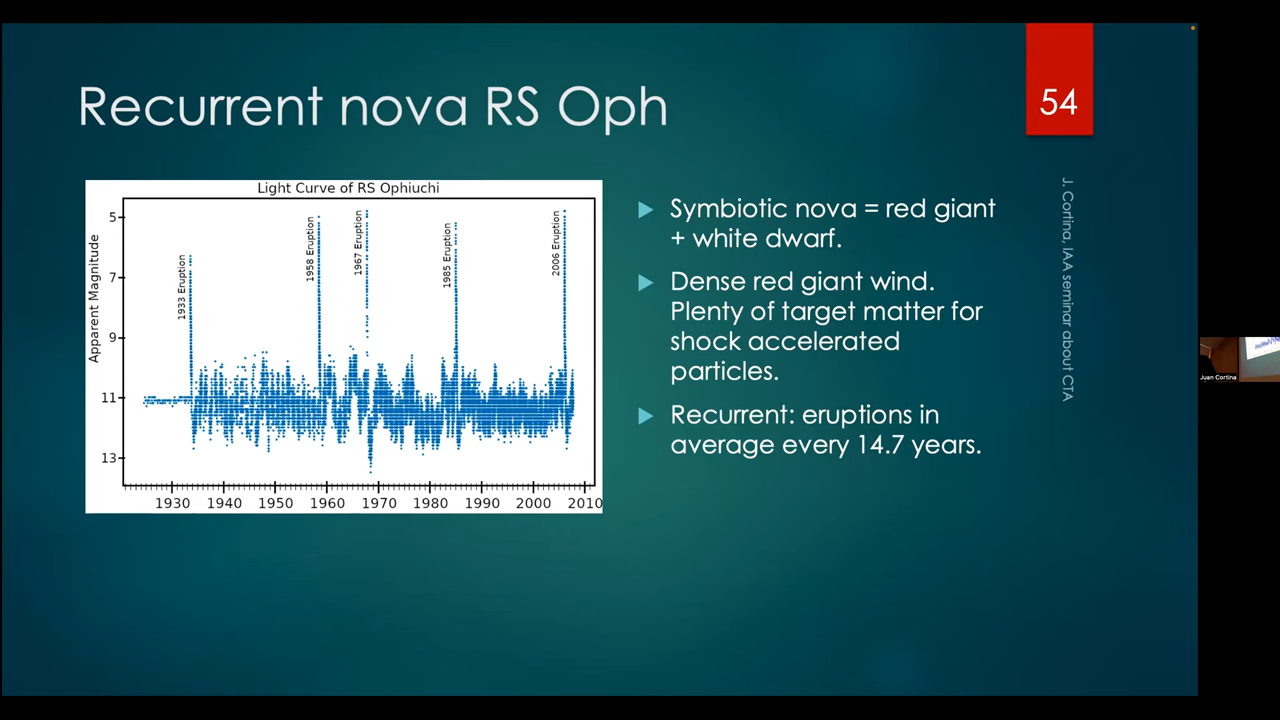 Recurrent nova RS Oph
54
Light Curve of RS Ophiuchi
Apparent Magnitude
5
7
9
11
13
1933 Eruption
1958 Eruption
1967 Eruption
1985 Eruption
2006 Eruption
1930 1940 1950 1960 1970 1980 1990 2000 2010
Symbiotic nova = red giant
+ white dwarf.
Dense red giant wind.
Plenty of target matter for
shock accelerated
particles.
Recurrent: eruptions in
average every 14.7 years.
J. Cortina, IAA seminar about CTA
Juan Cortina